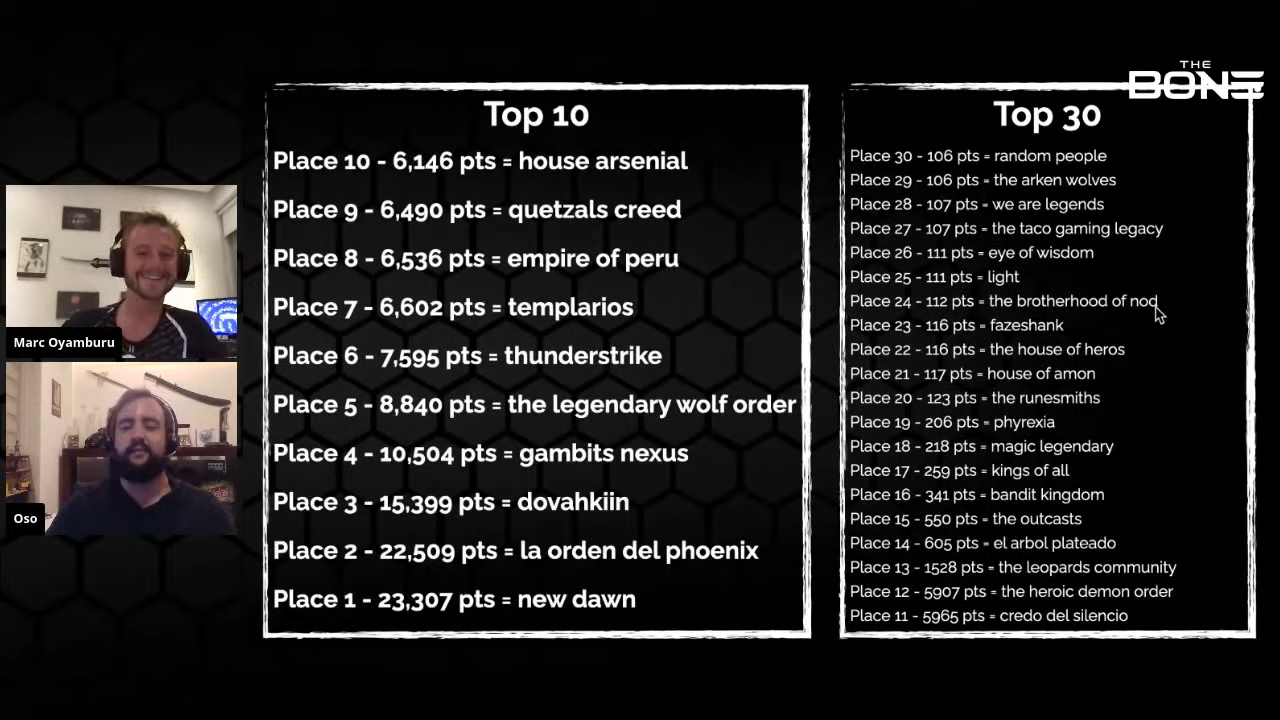 THE
BONE
Top 10
Place 10 - 6,146 pts = house arsenial
Place 9 - 6,490 pts = quetzals creed
Place 8 - 6,536 pts = empire of peru
Place 7 - 6,602 pts = templarios
Place 6 - 7,595 pts = thunderstrike
Place 5 - 8,840 pts = the legendary wolf order
Place 4 - 10,504 pts = gambits nexus
Place 3 - 15,399 pts = dovahkiin
Place 2 - 22,509 pts = la orden del phoenix
Place 1 - 23,307 pts = new dawn
Top 30
Place 30 - 106 pts = random people
Place 29 - 106 pts = the arken wolves
Place 28 - 107 pts = we are legends
Place 27 - 107 pts = the taco gaming legacy
Place 26 - 111 pts = eye of wisdom
Place 25 - 111 pts = light
Place 24 - 112 pts = the brotherhood of nod
Place 23 - 116 pts = fazeshank
Place 22 - 116 pts = the house of heros
Place 21 - 117 pts = house of amon
Place 20 - 123 pts = the runesmiths
Place 19 - 206 pts = phyrexia
Place 18 - 218 pts = magic legendary
Place 17 - 259 pts = kings of all
Place 16 - 341 pts = bandit kingdom
Place 15 - 550 pts = the outcasts
Place 14 - 605 pts = el arbol plateado
Place 13 - 1528 pts = the leopards community
Place 12 - 5907 pts = the heroic demon order
Place 11 - 5965 pts = credo del silencio
Marc Oyamburu
Oso